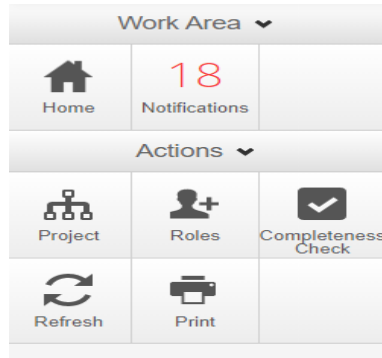 Work Area
18
Home Notifications
Actions
Project Roles Completeness
Check
Refresh Print